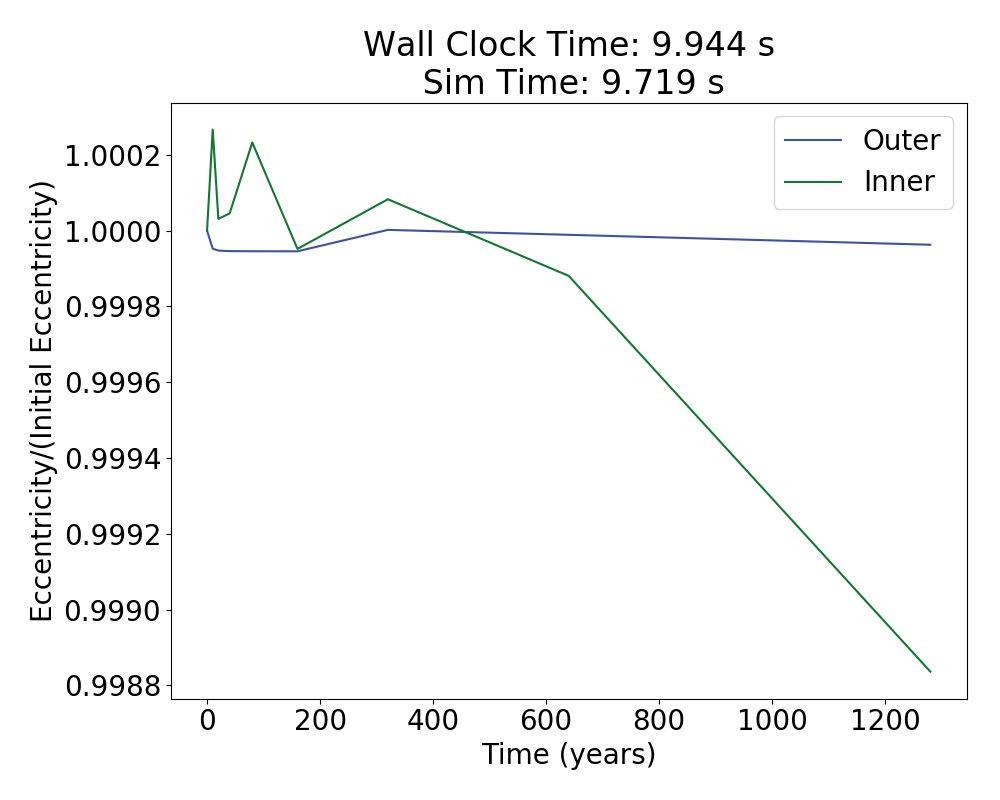 Wall Clock Time: 9.944 s
Sim Time: 9.719 s
Outer
Inner
Eccentricity/(Initial Eccentricity)
1.0002
1.0000
0.9998
0.9996
0.9994
0.9992
0.9990
0.9988
0 200 400 600 800 1000 1200
Time (years)